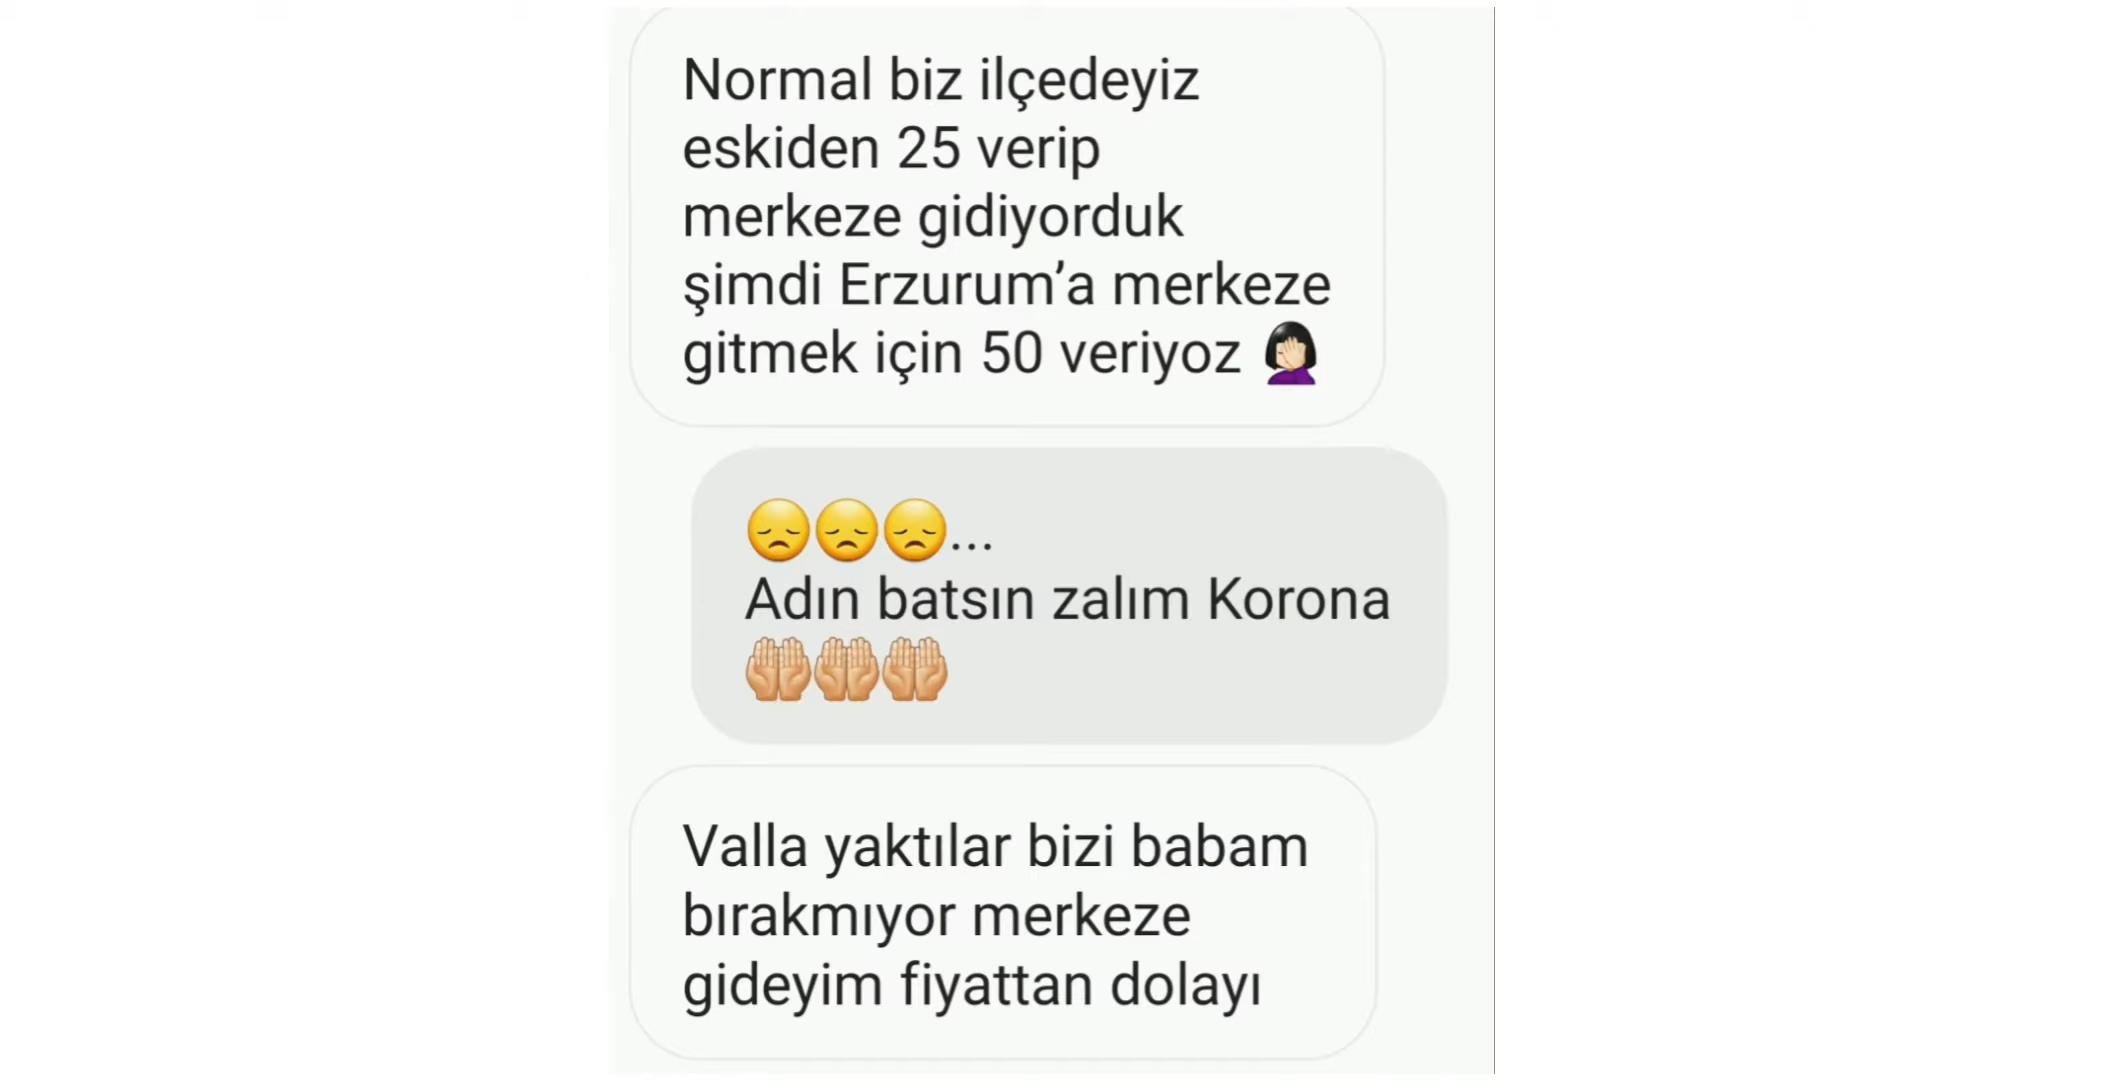 Normal biz ilçedeyiz
eskiden 25 verip
merkeze gidiyorduk
şimdi Erzurum’a merkeze
gitmek için 50 veriyoz 🤦🏻‍♀️
😞😞😞...
Adın batsın zalım Korona
🤲🏼🤲🏼🤲🏼
Valla yaktılar bizi babam
bırakmıyor merkeze
gideyim fiyattan dolayı